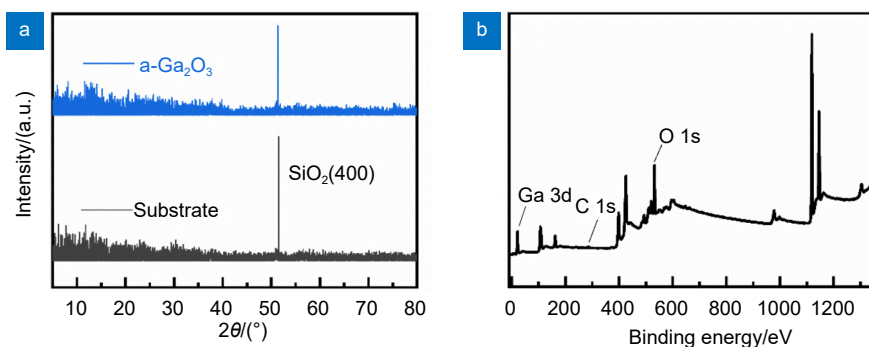 a
a-Ga₂O₃
SiO₂(400)
Substrate
Intensity/(a.u.)
10 20 30 40 50 60 70 80
2θ/(°)
b
O 1s
Ga 3d
C 1s
0 200 400 600 800 1000 1200
Binding energy/eV